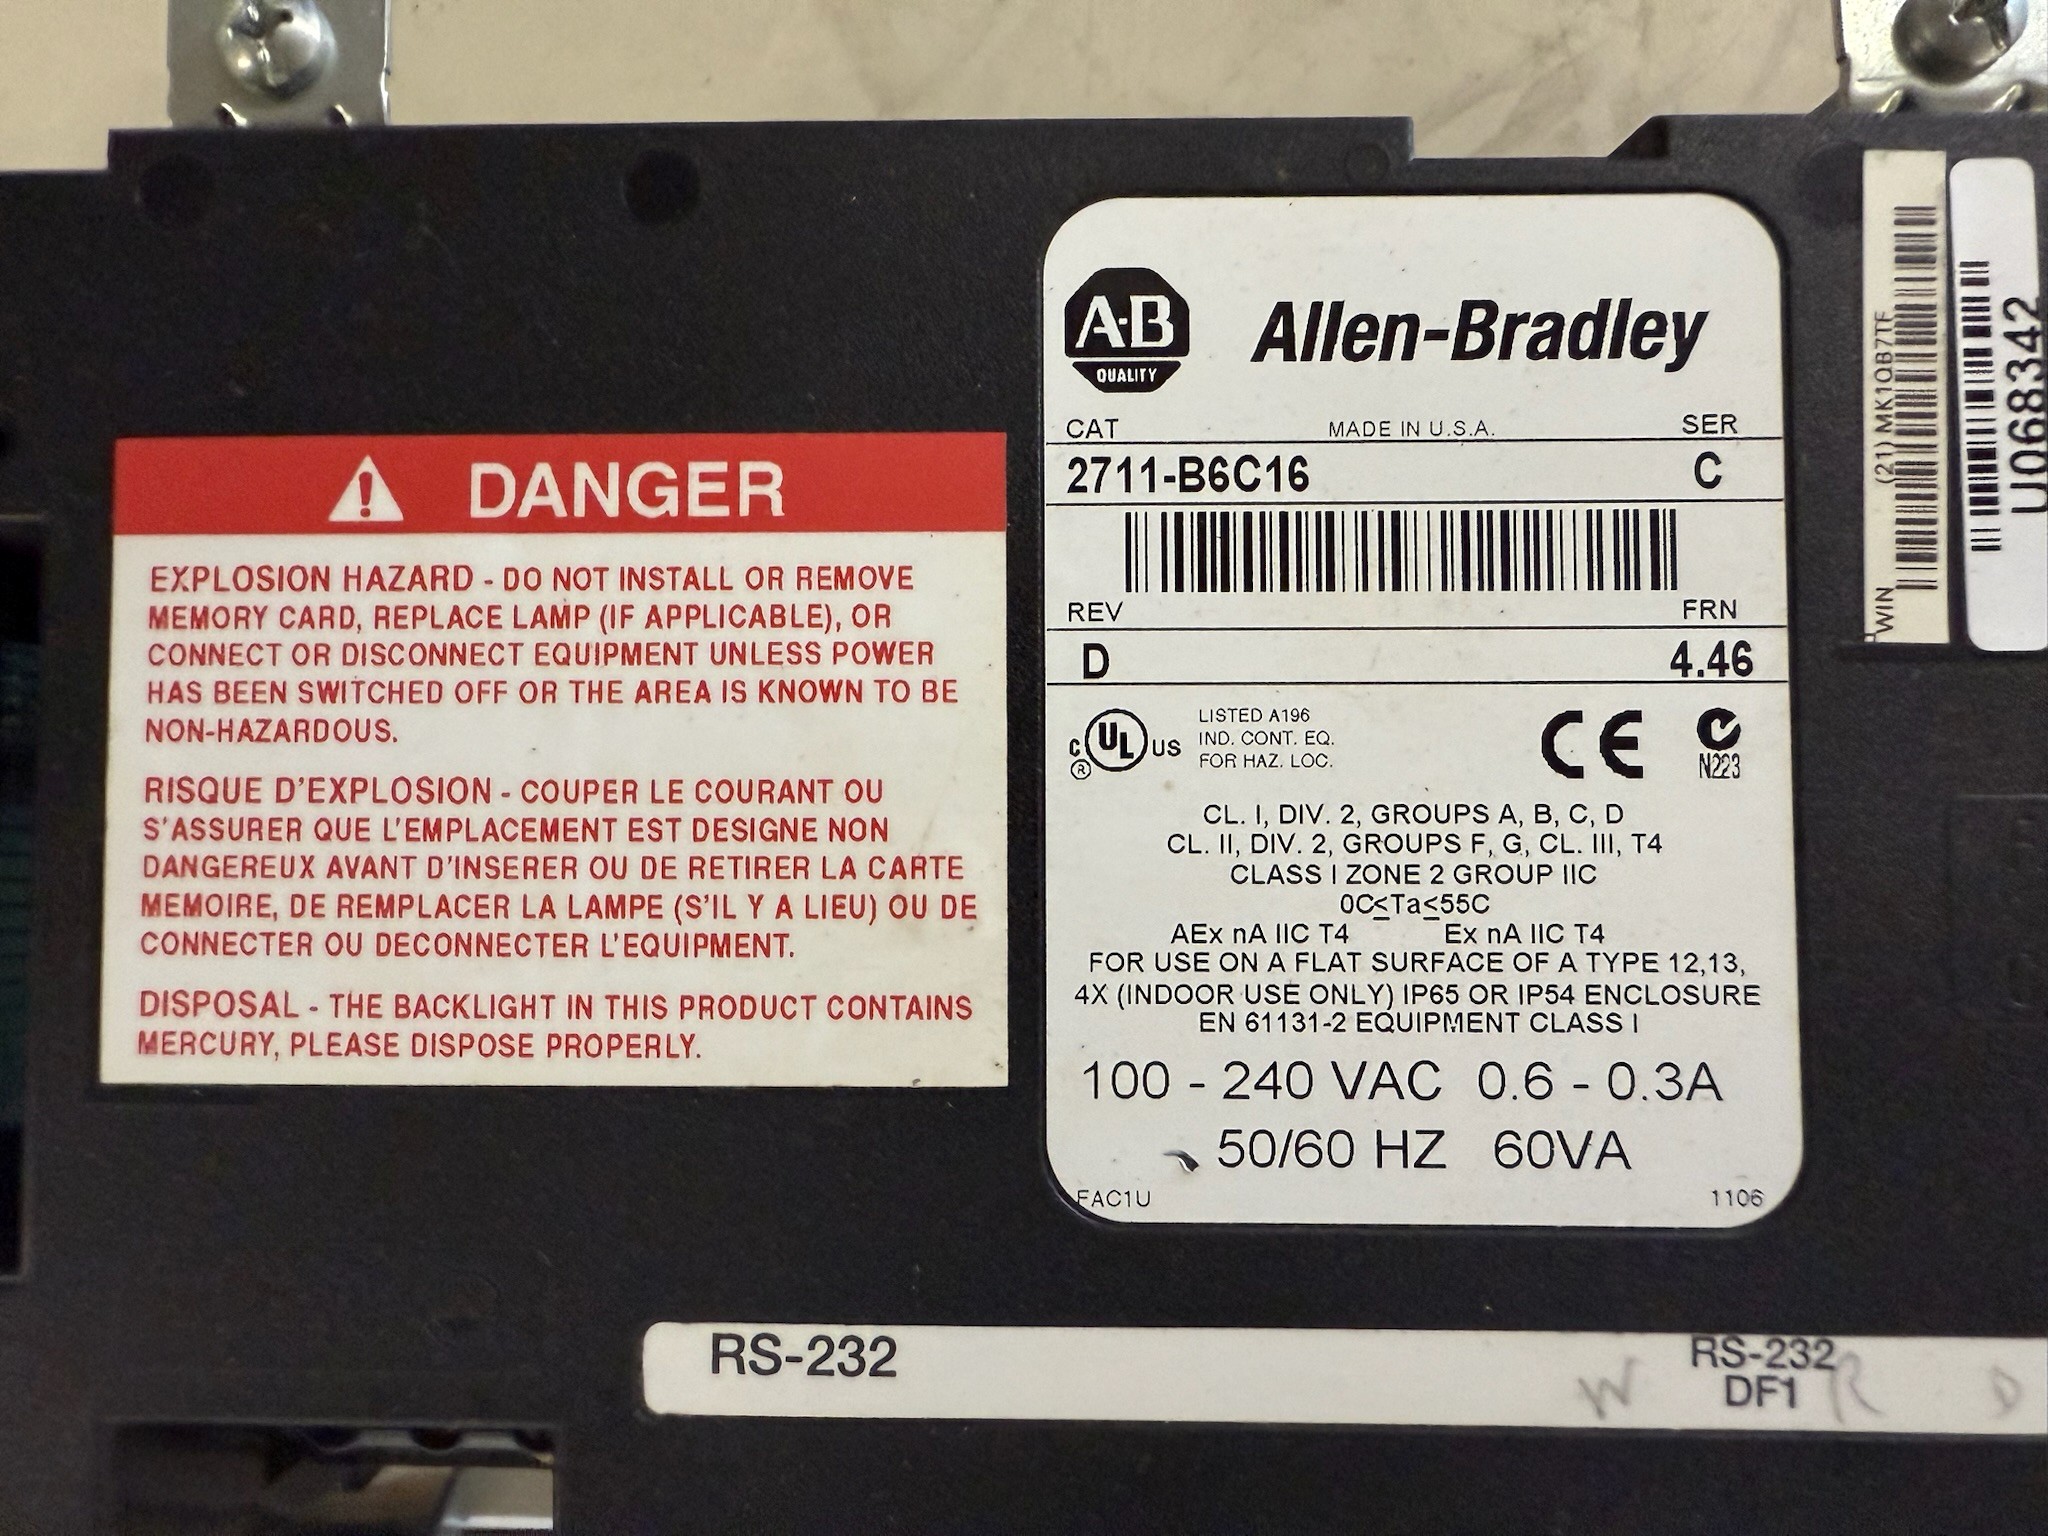 DANGER
EXPLOSION HAZARD - DO NOT INSTALL OR REMOVE
MEMORY CARD, REPLACE LAMP (IF APPLICABLE), OR
CONNECT OR DISCONNECT EQUIPMENT UNLESS POWER
HAS BEEN SWITCHED OFF OR THE AREA IS KNOWN TO BE
NON-HAZARDOUS.
RISQUE D'EXPLOSION - COUPER LE COURANT OU
S'ASSURER QUE L'EMPLACEMENT EST DESIGNE NON
DANGEREUX AVANT D'INSERER OU DE RETIRER LA CARTE
MEMOIRE, DE REMPLACER LA LAMPE (S'IL Y A LIEU) OU DE
CONNECTER OU DECONNECTER L'EQUIPMENT.
DISPOSAL - THE BACKLIGHT IN THIS PRODUCT CONTAINS
MERCURY, PLEASE DISPOSE PROPERLY.
A-B
QUALITY
Allen-Bradley
CAT MADE IN U.S.A. SER
2711-B6C16 C
REV FRN
D 4.46
C UL US ®
LISTED A196
IND. CONT. EQ.
FOR HAZ. LOC.
CE
N223
CL. I, DIV. 2, GROUPS A, B, C, D
CL. II, DIV. 2, GROUPS F, G, CL. III, T4
CLASS I ZONE 2 GROUP IIC
0C≤Ta≤55C
AEx nA IIC T4 Ex nA IIC T4
FOR USE ON A FLAT SURFACE OF A TYPE 12,13,
4X (INDOOR USE ONLY) IP65 OR IP54 ENCLOSURE
EN 61131-2 EQUIPMENT CLASS I
100 - 240 VAC 0.6 - 0.3A
50/60 HZ 60VA
FAC1U 1106
WIN (21) MK10B7TF
U0683342
RS-232
RS-232
DF1
W R D